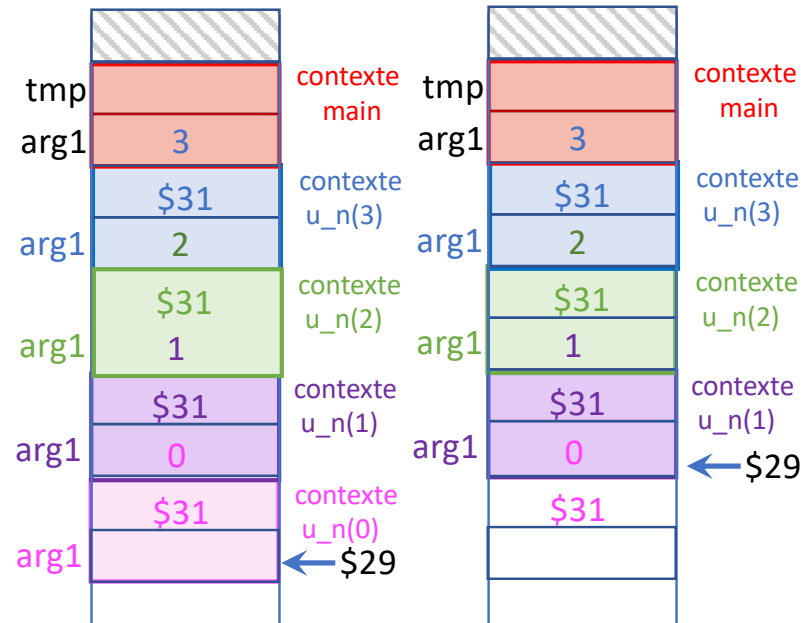 tmp
contexte
main
arg1
3
$31
contexte
u_n(3)
arg1
2
$31
contexte
u_n(2)
arg1
1
$31
contexte
u_n(1)
arg1
0
$31
contexte
u_n(0)
arg1
$29
tmp
contexte
main
arg1
3
$31
contexte
u_n(3)
arg1
2
$31
contexte
u_n(2)
arg1
1
$31
contexte
u_n(1)
arg1
0
$29
$31